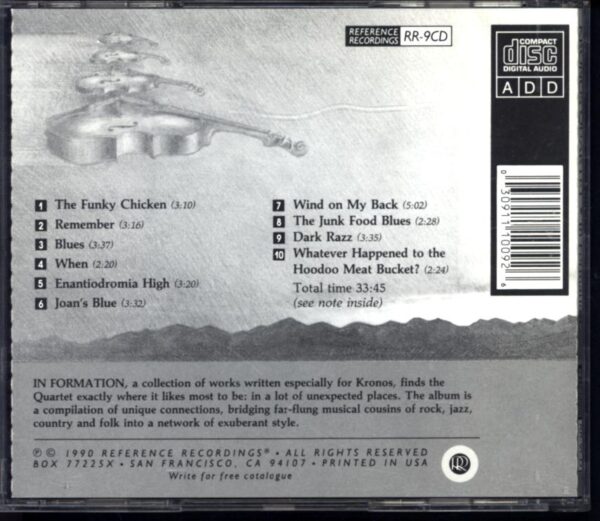 REFERENCE
RECORDINGS RR-9CD
COMPACT
disc
DIGITAL AUDIO
A D D
1 The Funky Chicken (3:10)
2 Remember (3:16)
3 Blues (3:37)
4 When (2:20)
5 Enantiodromia High (3:20)
6 Joan's Blue (3:32)
7 Wind on My Back (5:02)
8 The Junk Food Blues (2:28)
9 Dark Razz (3:35)
10 Whatever Happened to the
Hoodoo Meat Bucket? (2:24)
Total time 33:45
(see note inside)
0 30911 10092 6
IN FORMATION, a collection of works written especially for Kronos, finds the
Quartet exactly where it likes most to be: in a lot of unexpected places. The album is
a compilation of unique connections, bridging far-flung musical cousins of rock, jazz,
country and folk into a network of exuberant style.
℗ © 1990 REFERENCE RECORDINGS® • ALL RIGHTS RESERVED
BOX 77225X • SAN FRANCISCO, CA 94107 • PRINTED IN USA
Write for free catalogue
RR